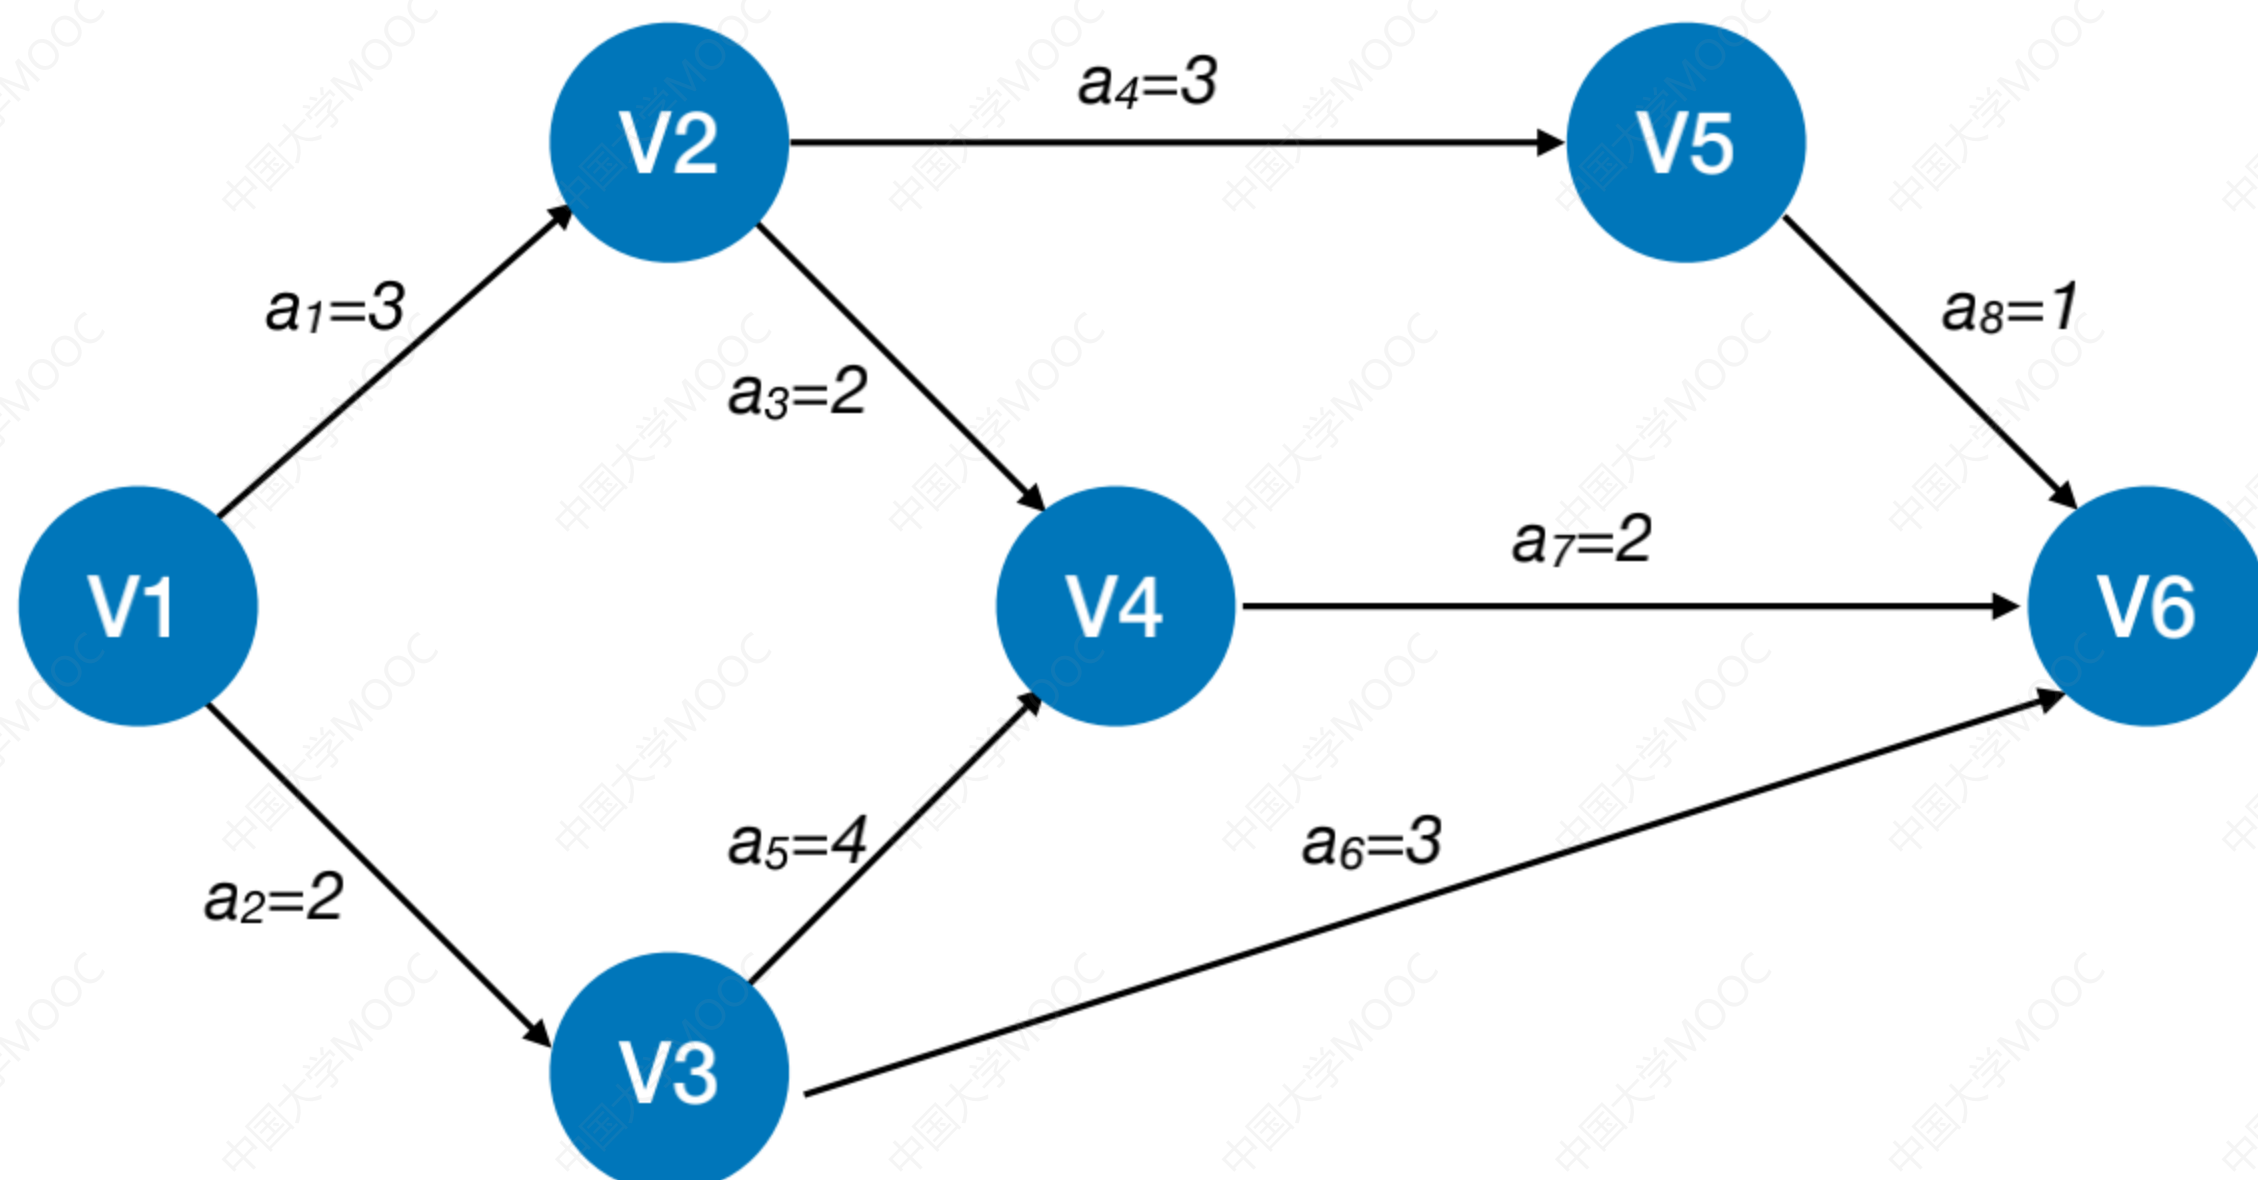 V2
a4=3
V5
a1=3
a8=1
a3=2
V1
V4
a7=2
V6
a5=4
a6=3
a2=2
V3
中国大学MOOC